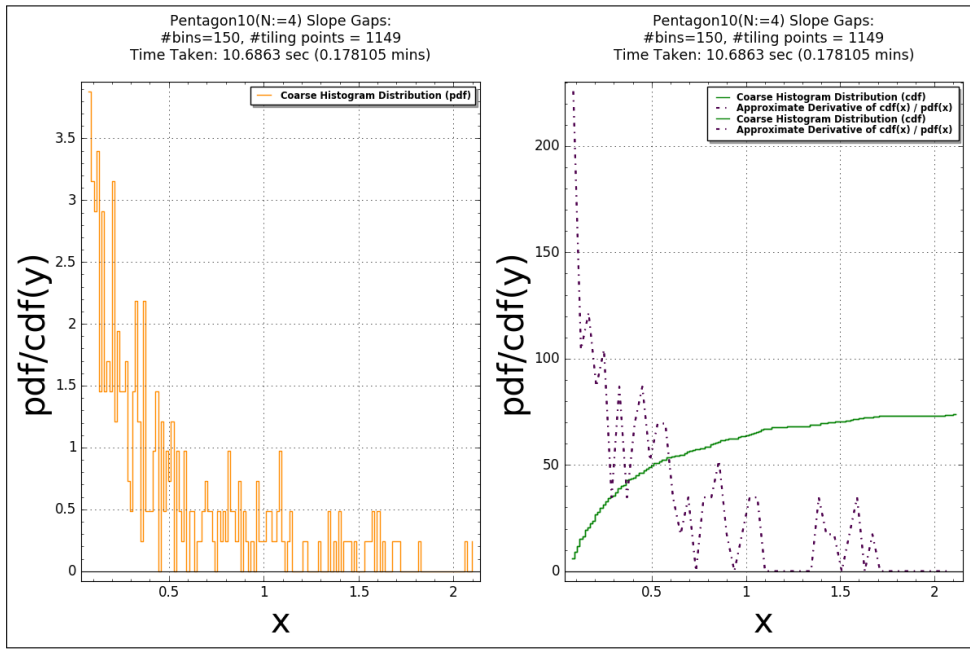 Pentagon10(N:=4) Slope Gaps:
#bins=150, #tiling points = 1149
Time Taken: 10.6863 sec (0.178105 mins)
Coarse Histogram Distribution (pdf)
pdf/cdf(y)
3.5
3
2.5
2
1.5
1
0.5
0
0.5
1
1.5
2
x
Pentagon10(N:=4) Slope Gaps:
#bins=150, #tiling points = 1149
Time Taken: 10.6863 sec (0.178105 mins)
Coarse Histogram Distribution (cdf)
Approximate Derivative of cdf(x) / pdf(x)
Coarse Histogram Distribution (cdf)
Approximate Derivative of cdf(x) / pdf(x)
pdf/cdf(y)
200
150
100
50
0
0.5
1
1.5
2
x